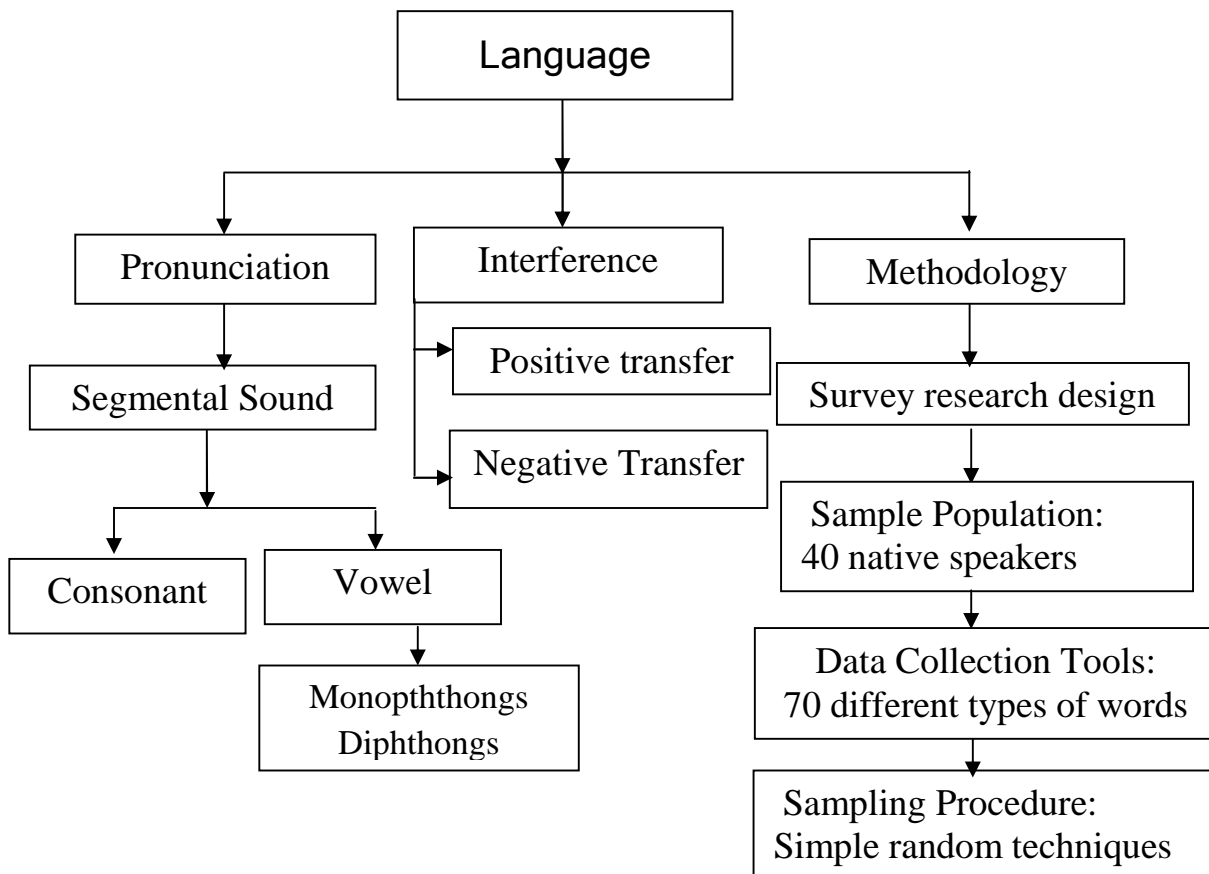 Language
Pronunciation
Interference
Methodology
Segmental Sound
Positive transfer
Negative Transfer
Survey research design
Consonant
Vowel
Monopththongs
Diphthongs
Sample Population:
40 native speakers
Data Collection Tools:
70 different types of words
Sampling Procedure:
Simple random techniques